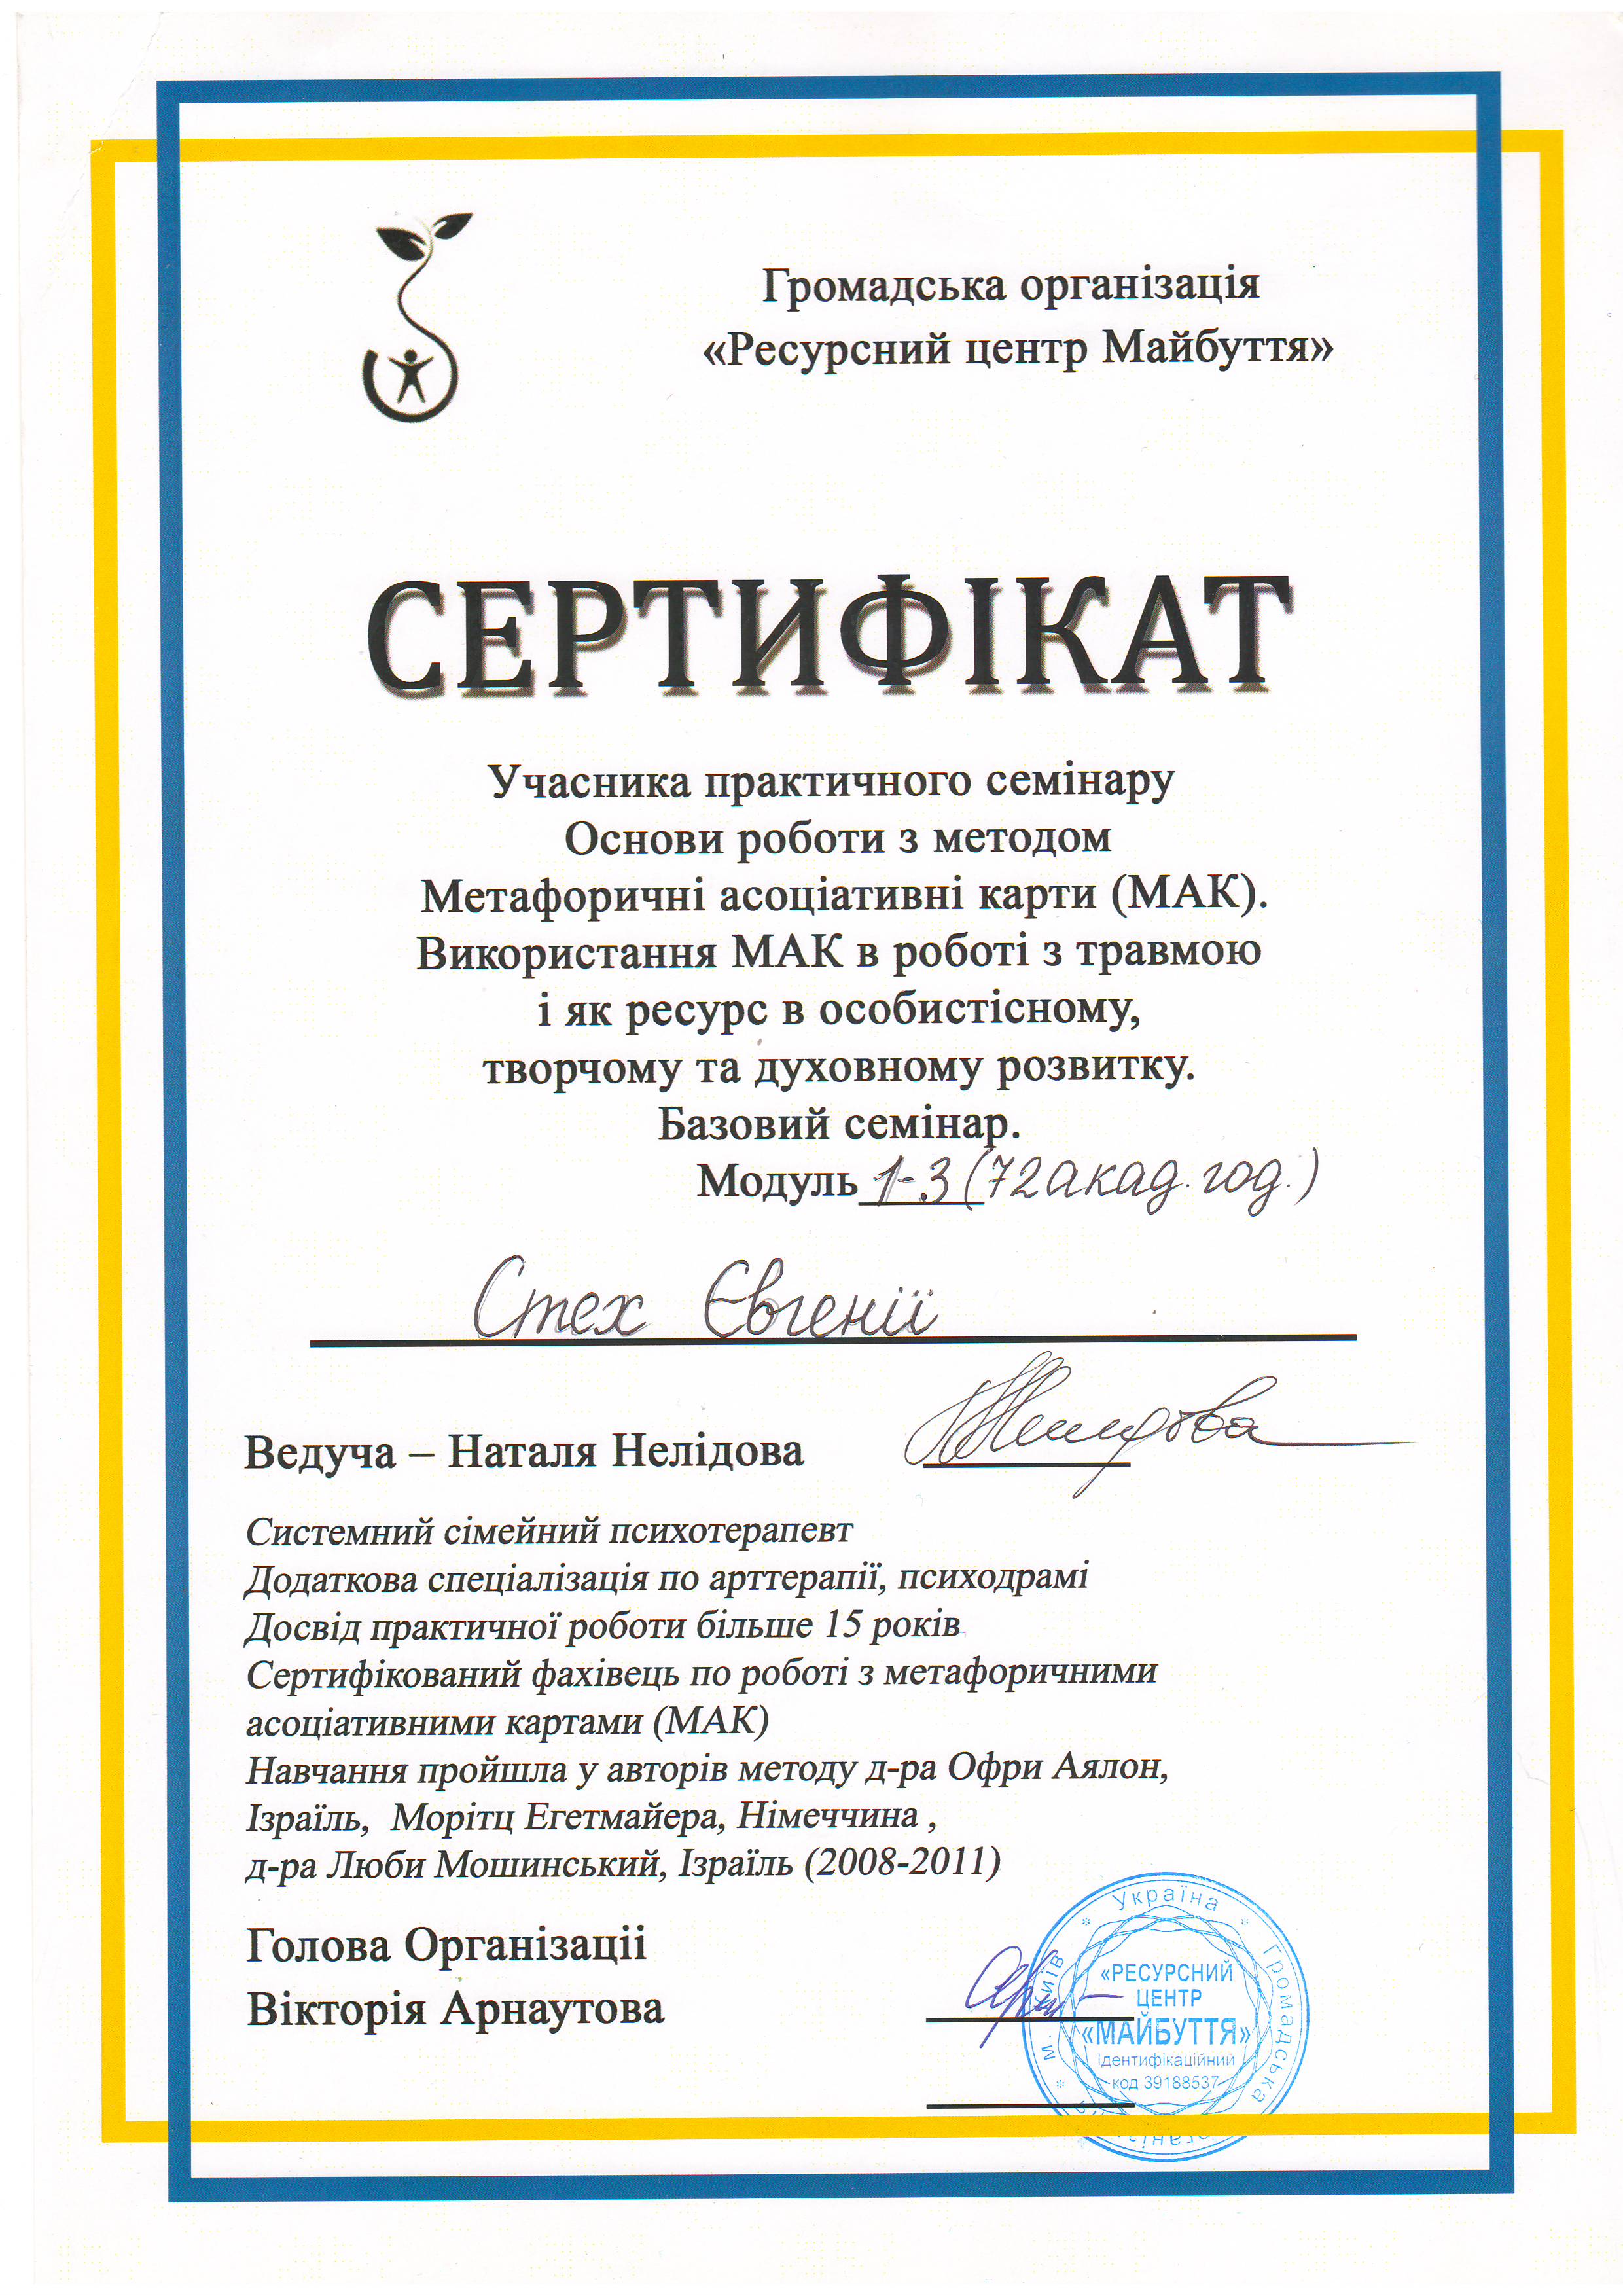 Громадська організація
«Ресурсний центр Майбуття»
СЕРТИФІКАТ
Учасника практичного семінару
Основи роботи з методом
Метафоричні асоціативні карти (МАК).
Використання МАК в роботі з травмою
і як ресурс в особистісному,
творчому та духовному розвитку.
Базовий семінар.
Модуль 1-3 (72 акад. год.)
Стех Євгенії
Ведуча – Наталя Нелідова
Системний сімейний психотерапевт
Додаткова спеціалізація по арттерапії, психодрамі
Досвід практичної роботи більше 15 років
Сертифікований фахівець по роботі з метафоричними
асоціативними картами (МАК)
Навчання пройшла у авторів методу д-ра Офри Аялон,
Ізраїль, Морітц Егетмайера, Німеччина ,
д-ра Люби Мошинський, Ізраїль (2008-2011)
Голова Організаціі
Вікторія Арнаутова
Україна
Громадська
м. Київ
«РЕСУРСНИЙ
ЦЕНТР
«МАЙБУТТЯ»
Ідентифікаційний
код 39188537